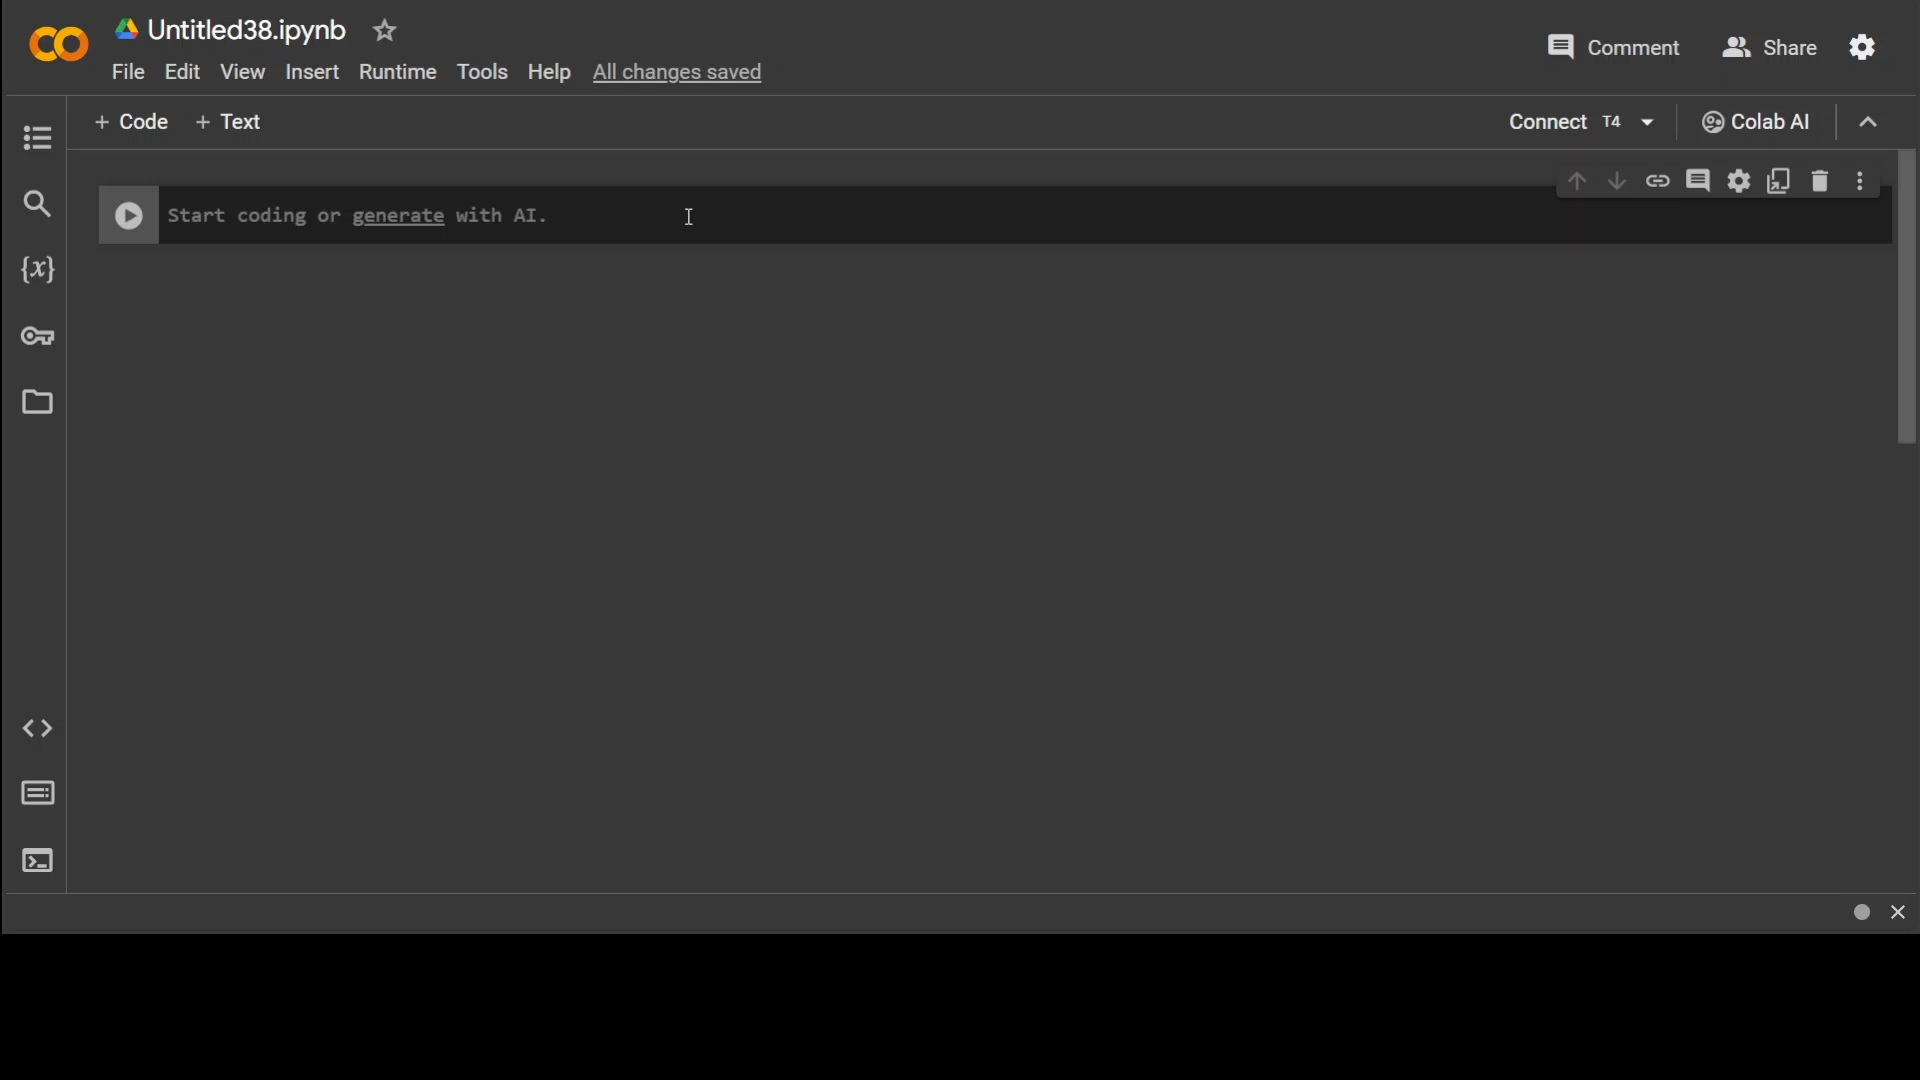 Untitled38.ipynb
File Edit View Insert Runtime Tools Help All changes saved
Comment Share
+ Code + Text
Connect T4 Colab AI
Start coding or generate with AI.
{x}